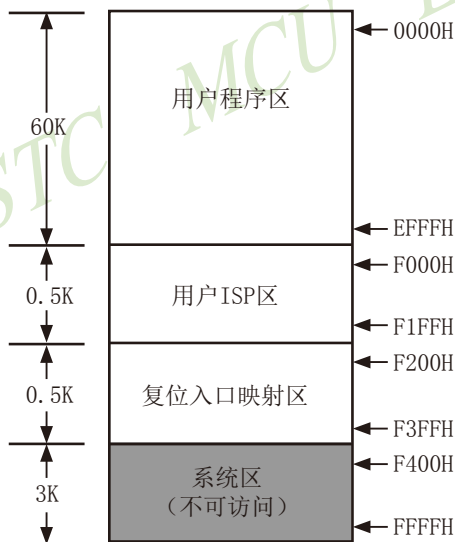 0000H
用户程序区
60K
EFFFH
F000H
用户ISP区
0.5K
F1FFH
F200H
复位入口映射区
0.5K
F3FFH
F400H
系统区
(不可访问)
3K
FFFFH
STC MCU